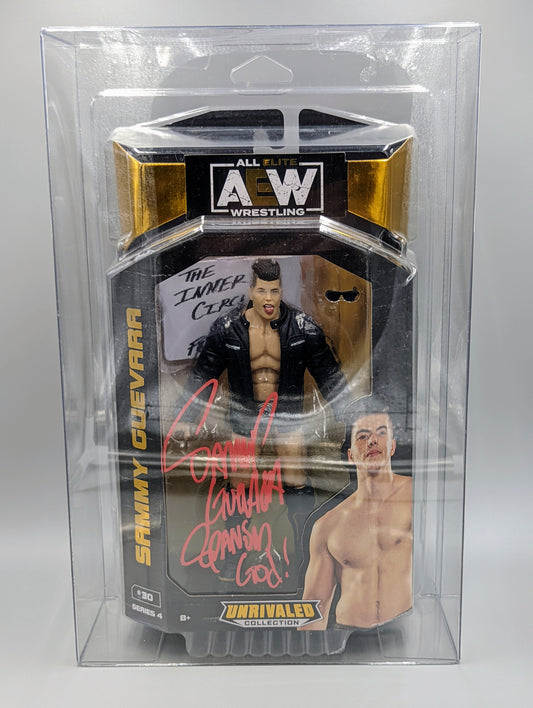 ALL ELITE
AEW
WRESTLING
THE
INNER
CIRC
SAMMY GUEVARA
Sammy
Guevara
Spanish
God!
#30
SERIES 4
8+
UNRIVALED
COLLECTION